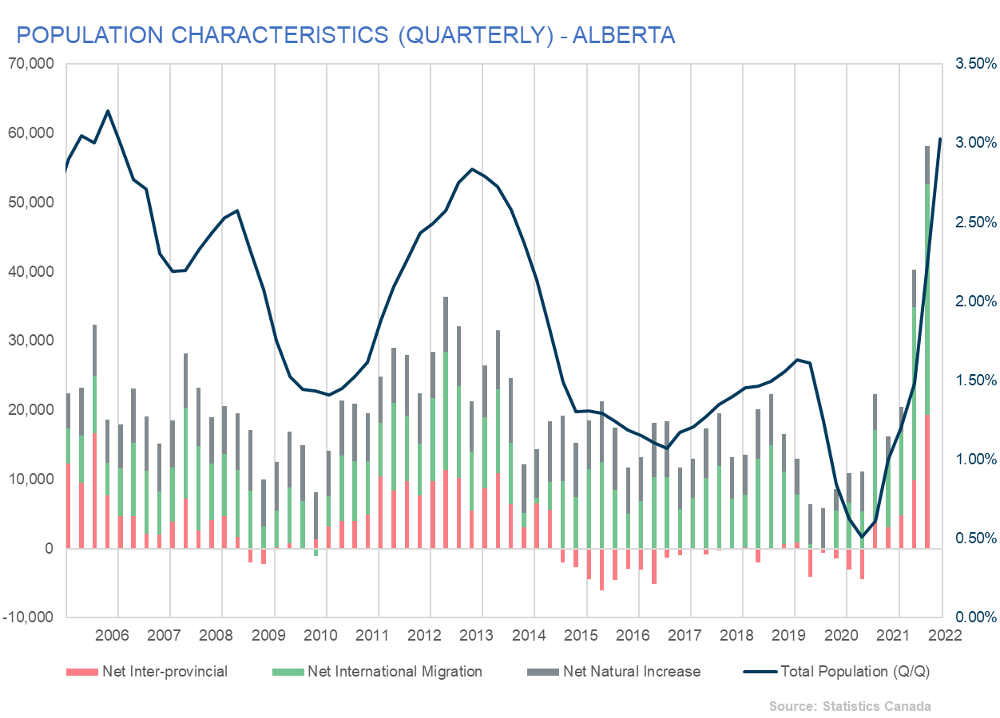 POPULATION CHARACTERISTICS (QUARTERLY) - ALBERTA
70,000 3.50%
60,000 3.00%
50,000 2.50%
40,000 2.00%
30,000 1.50%
20,000 1.00%
10,000 0.50%
0 0.00%
-10,000
2006 2007 2008 2009 2010 2011 2012 2013 2014 2015 2016 2017 2018 2019 2020 2021 2022
Net Inter-provincial Net International Migration Net Natural Increase Total Population (Q/Q)
Source: Statistics Canada